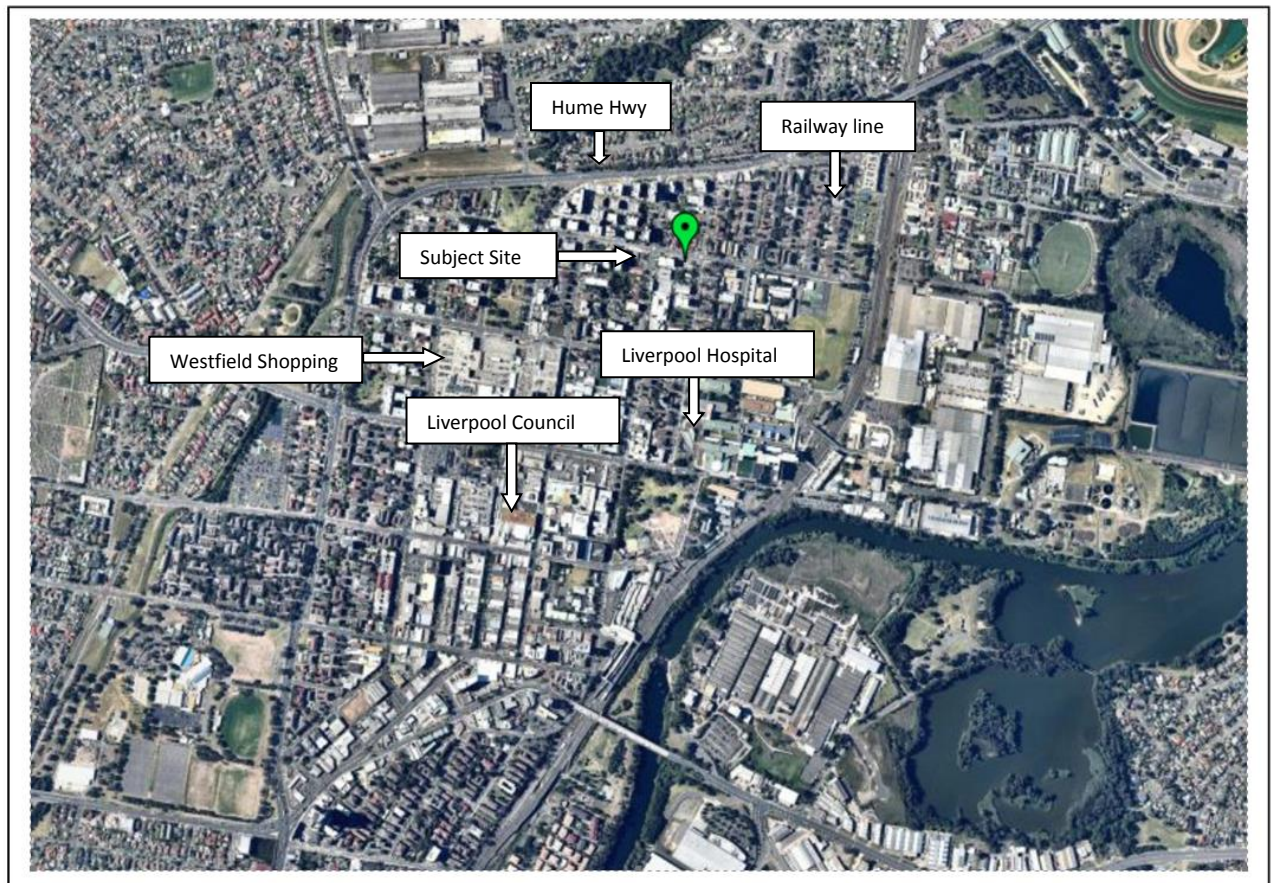 Hume Hwy
Railway line
Subject Site
Westfield Shopping
Liverpool Hospital
Liverpool Council